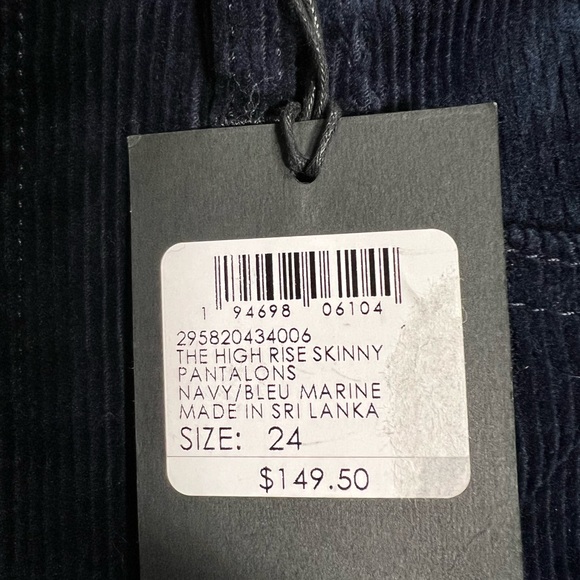 1 94698 06104
295820434006
THE HIGH RISE SKINNY
PANTALONS
NAVY/BLEU MARINE
MADE IN SRI LANKA
SIZE: 24
$149.50